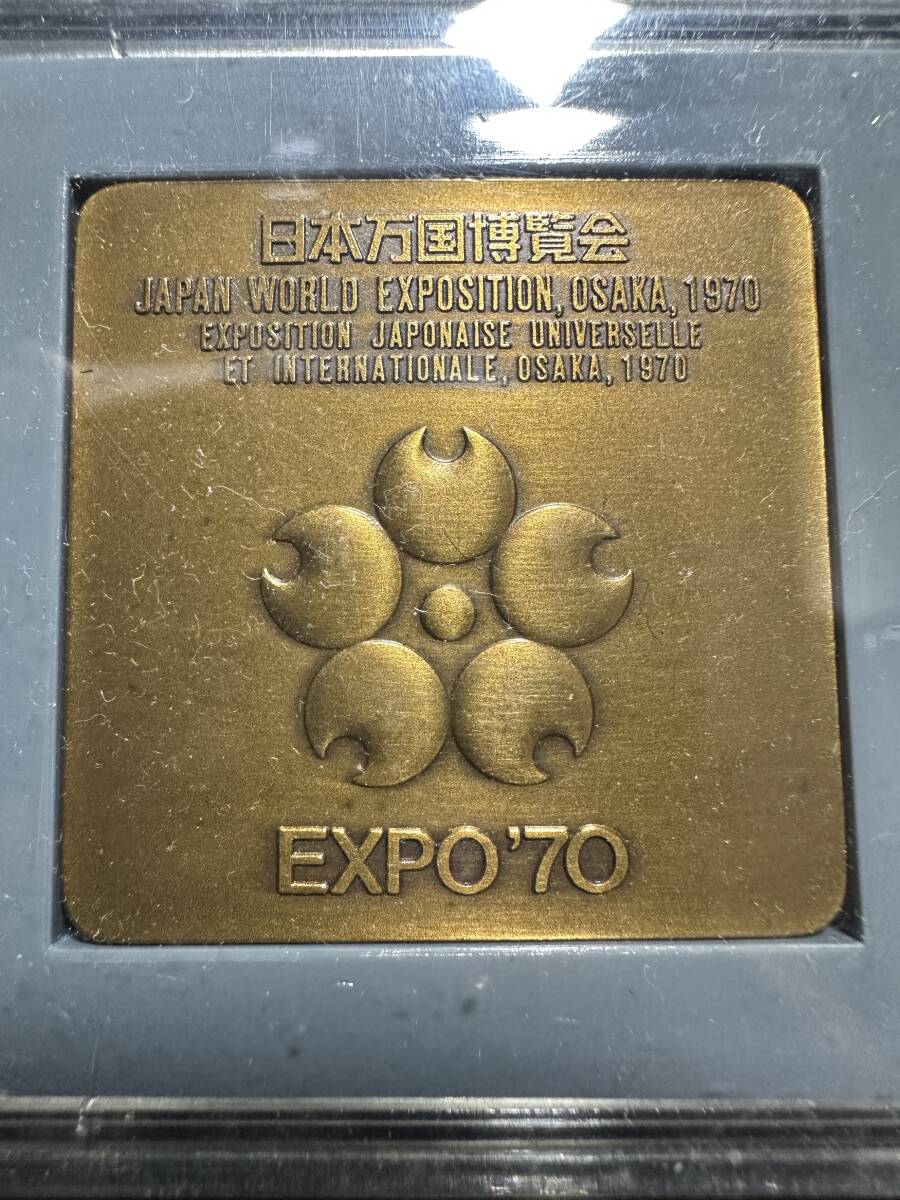 日本万国博覧会
JAPAN WORLD EXPOSITION, OSAKA, 1970
EXPOSITION JAPONAISE UNIVERSELLE
ET INTERNATIONALE, OSAKA, 1970
EXPO'70